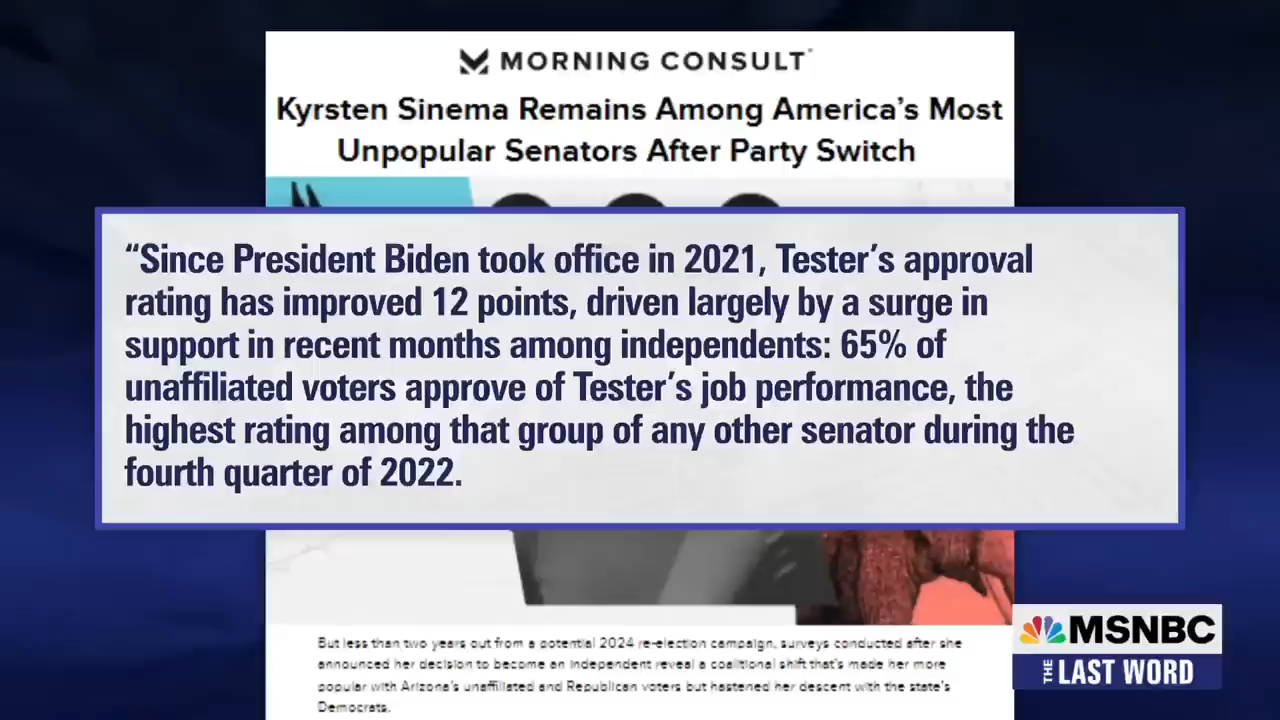 MORNING CONSULT
Kyrsten Sinema Remains Among America's Most
Unpopular Senators After Party Switch
“Since President Biden took office in 2021, Tester’s approval
rating has improved 12 points, driven largely by a surge in
support in recent months among independents: 65% of
unaffiliated voters approve of Tester’s job performance, the
highest rating among that group of any other senator during the
fourth quarter of 2022.
But less than two years out from a potential 2024 re-election campaign, surveys conducted after she
announced her decision to become an independent reveal a coalitional shift that's made her more
popular with Arizona's unaffiliated and Republican voters but hastened her descent with the state's
Democrats.
MSNBC
THE LAST WORD